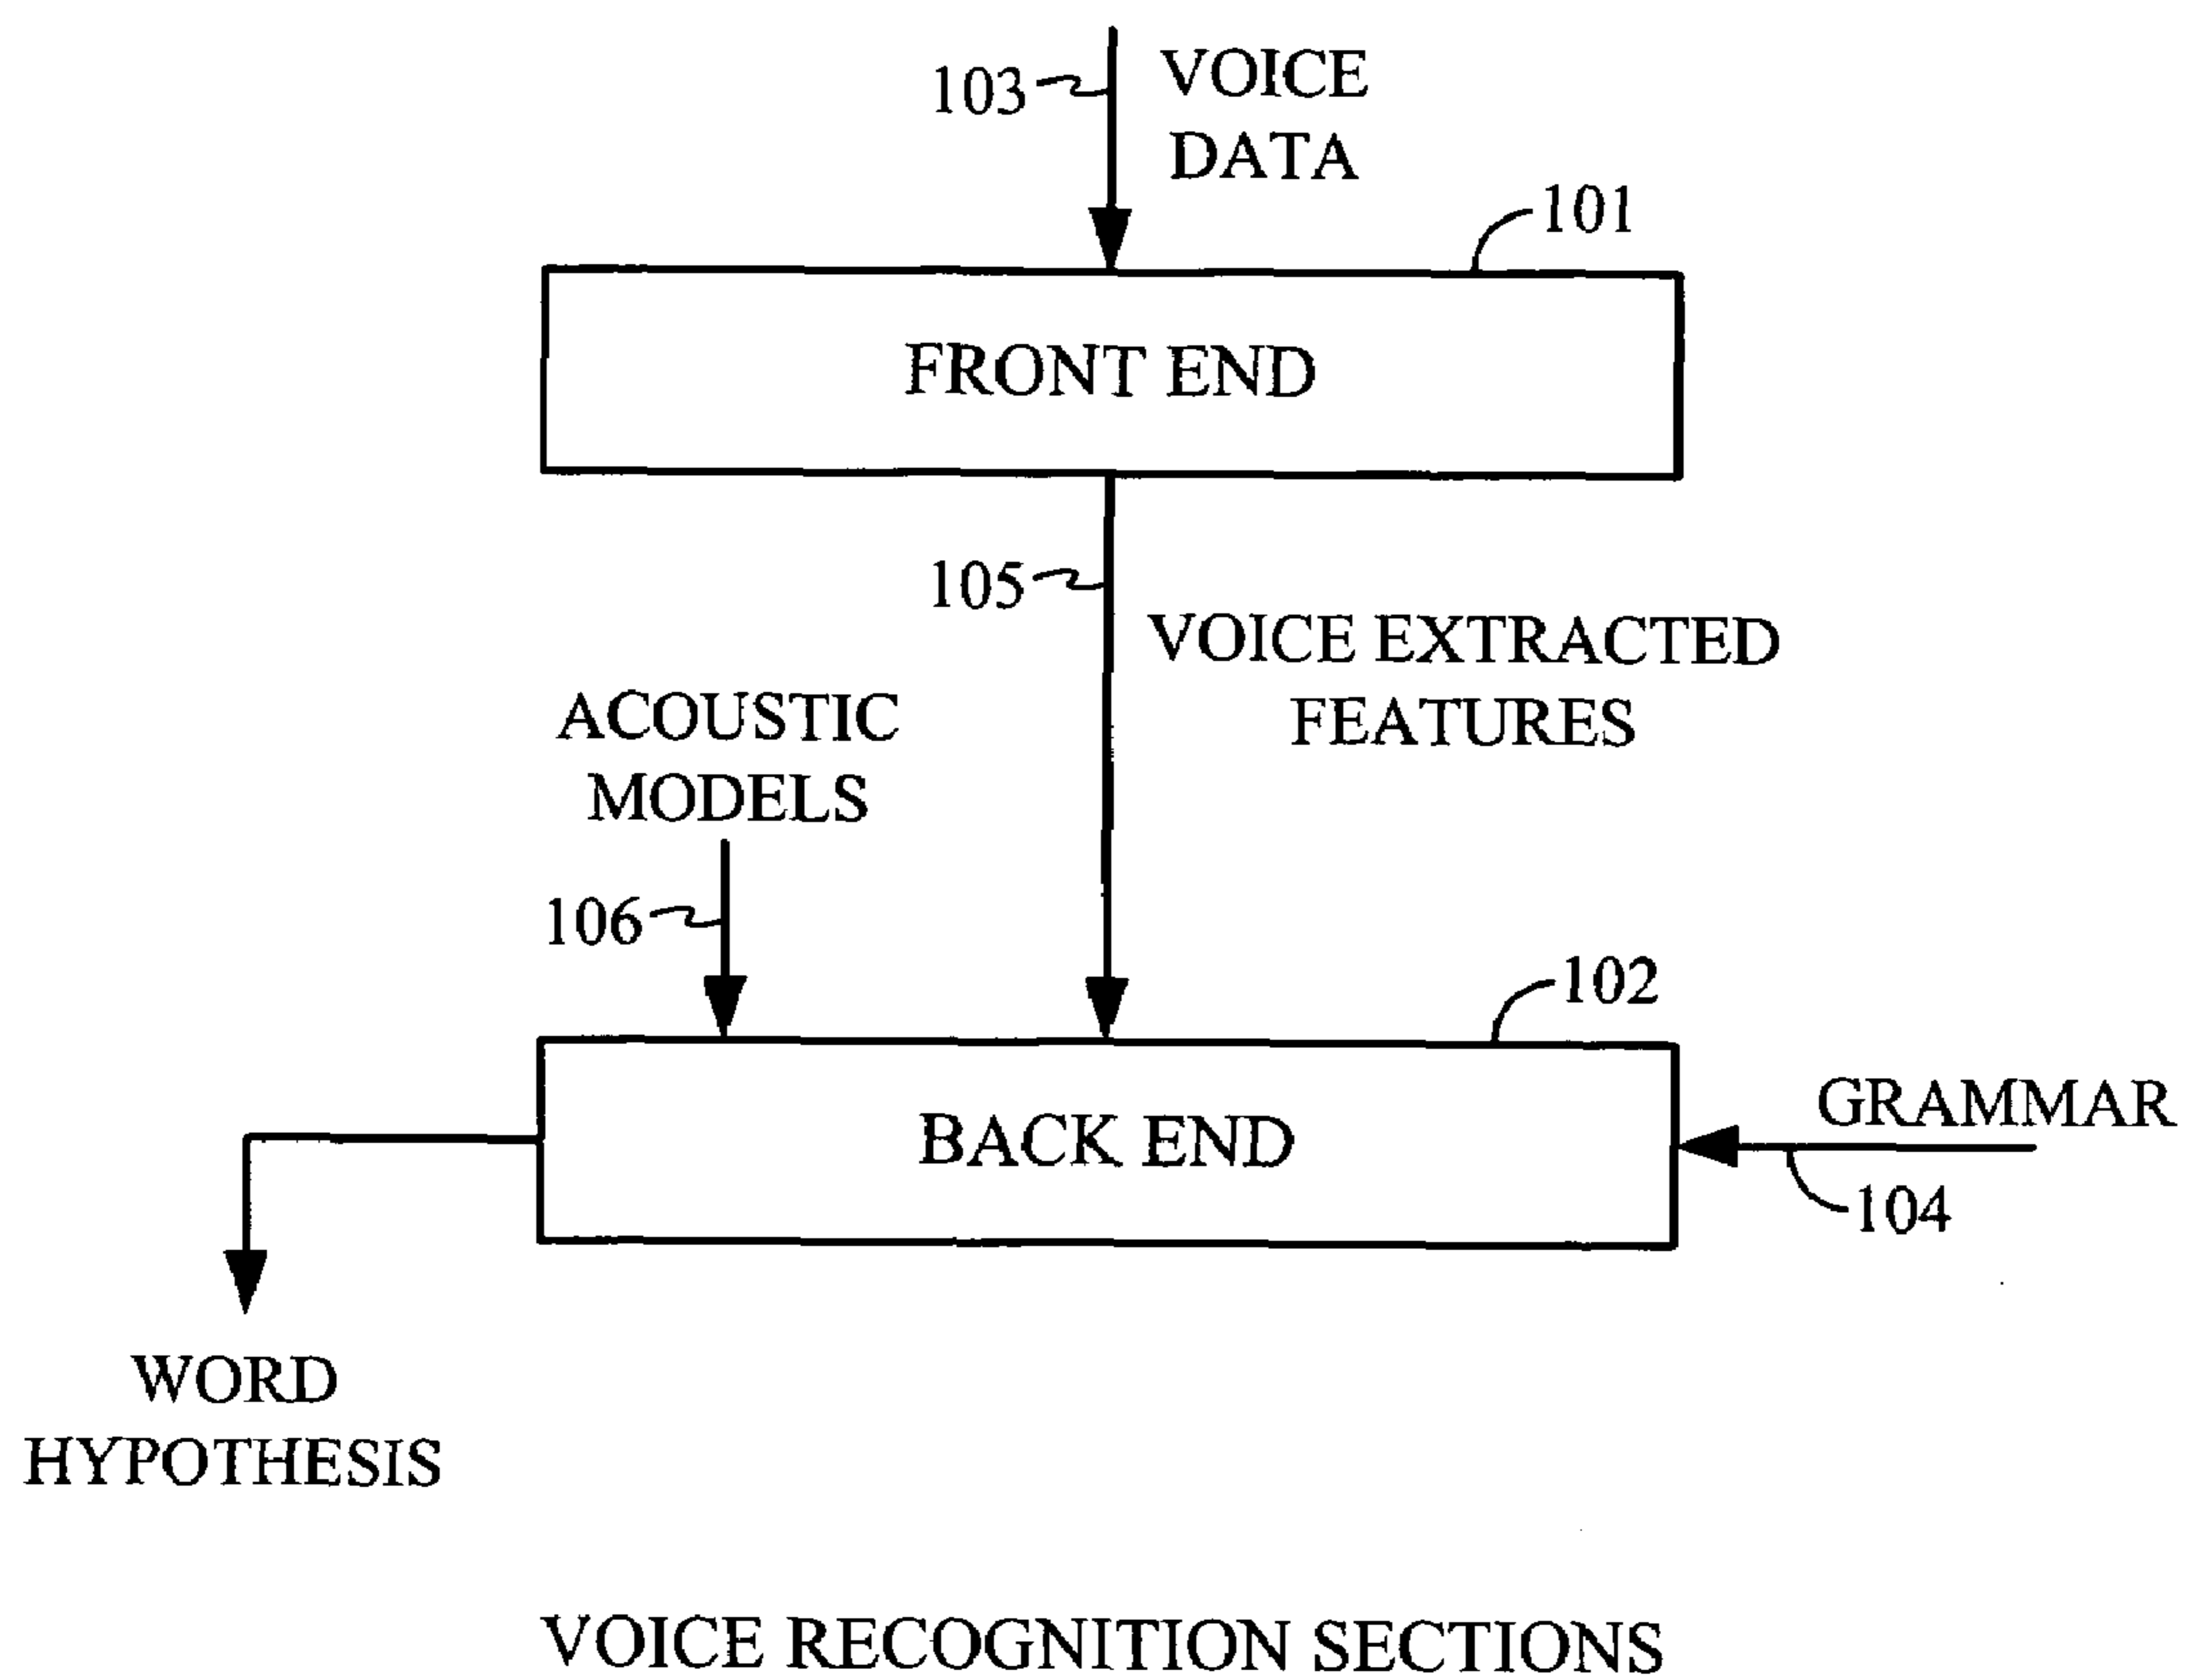 103
VOICE
DATA
101
FRONT END
105
VOICE EXTRACTED
FEATURES
ACOUSTIC
MODELS
106
102
BACK END
GRAMMAR
104
WORD
HYPOTHESIS
VOICE RECOGNITION SECTIONS